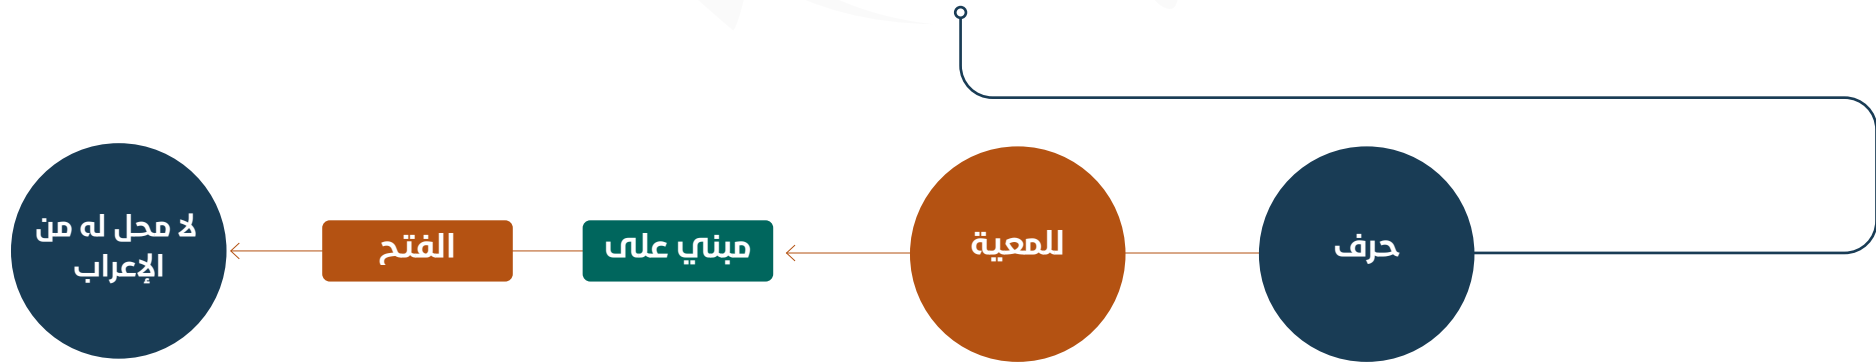 حرف
للمعية
مبني على
الفتح
لا محل له من
الإعراب